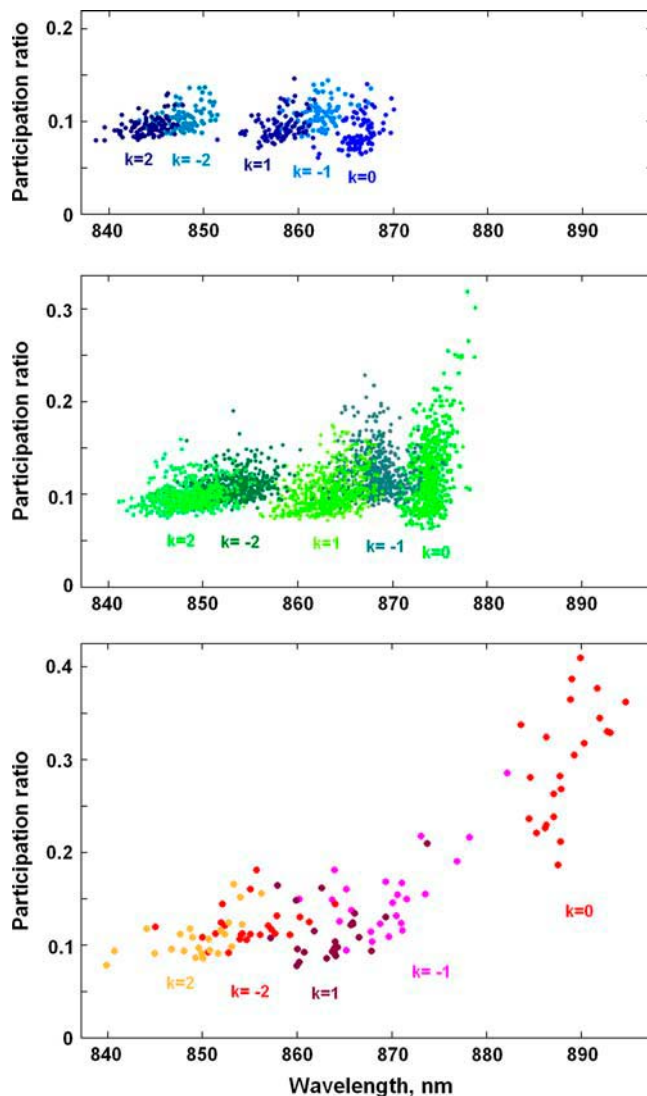 Participation ratio
0.2
0.1
0
k=2
k= -2
k=1
k= -1
k=0
840 850 860 870 880 890
Participation ratio
0.3
0.2
0.1
0
k=2
k= -2
k=1
k= -1
k=0
840 850 860 870 880 890
Participation ratio
0.4
0.3
0.2
0.1
0
k=2
k= -2
k=1
k= -1
k=0
840 850 860 870 880 890
Wavelength, nm